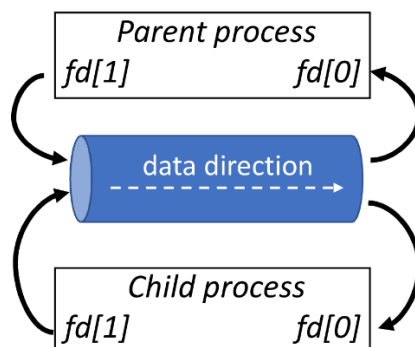 Parent process
fd[1] fd[0]
data direction
Child process
fd[1] fd[0]